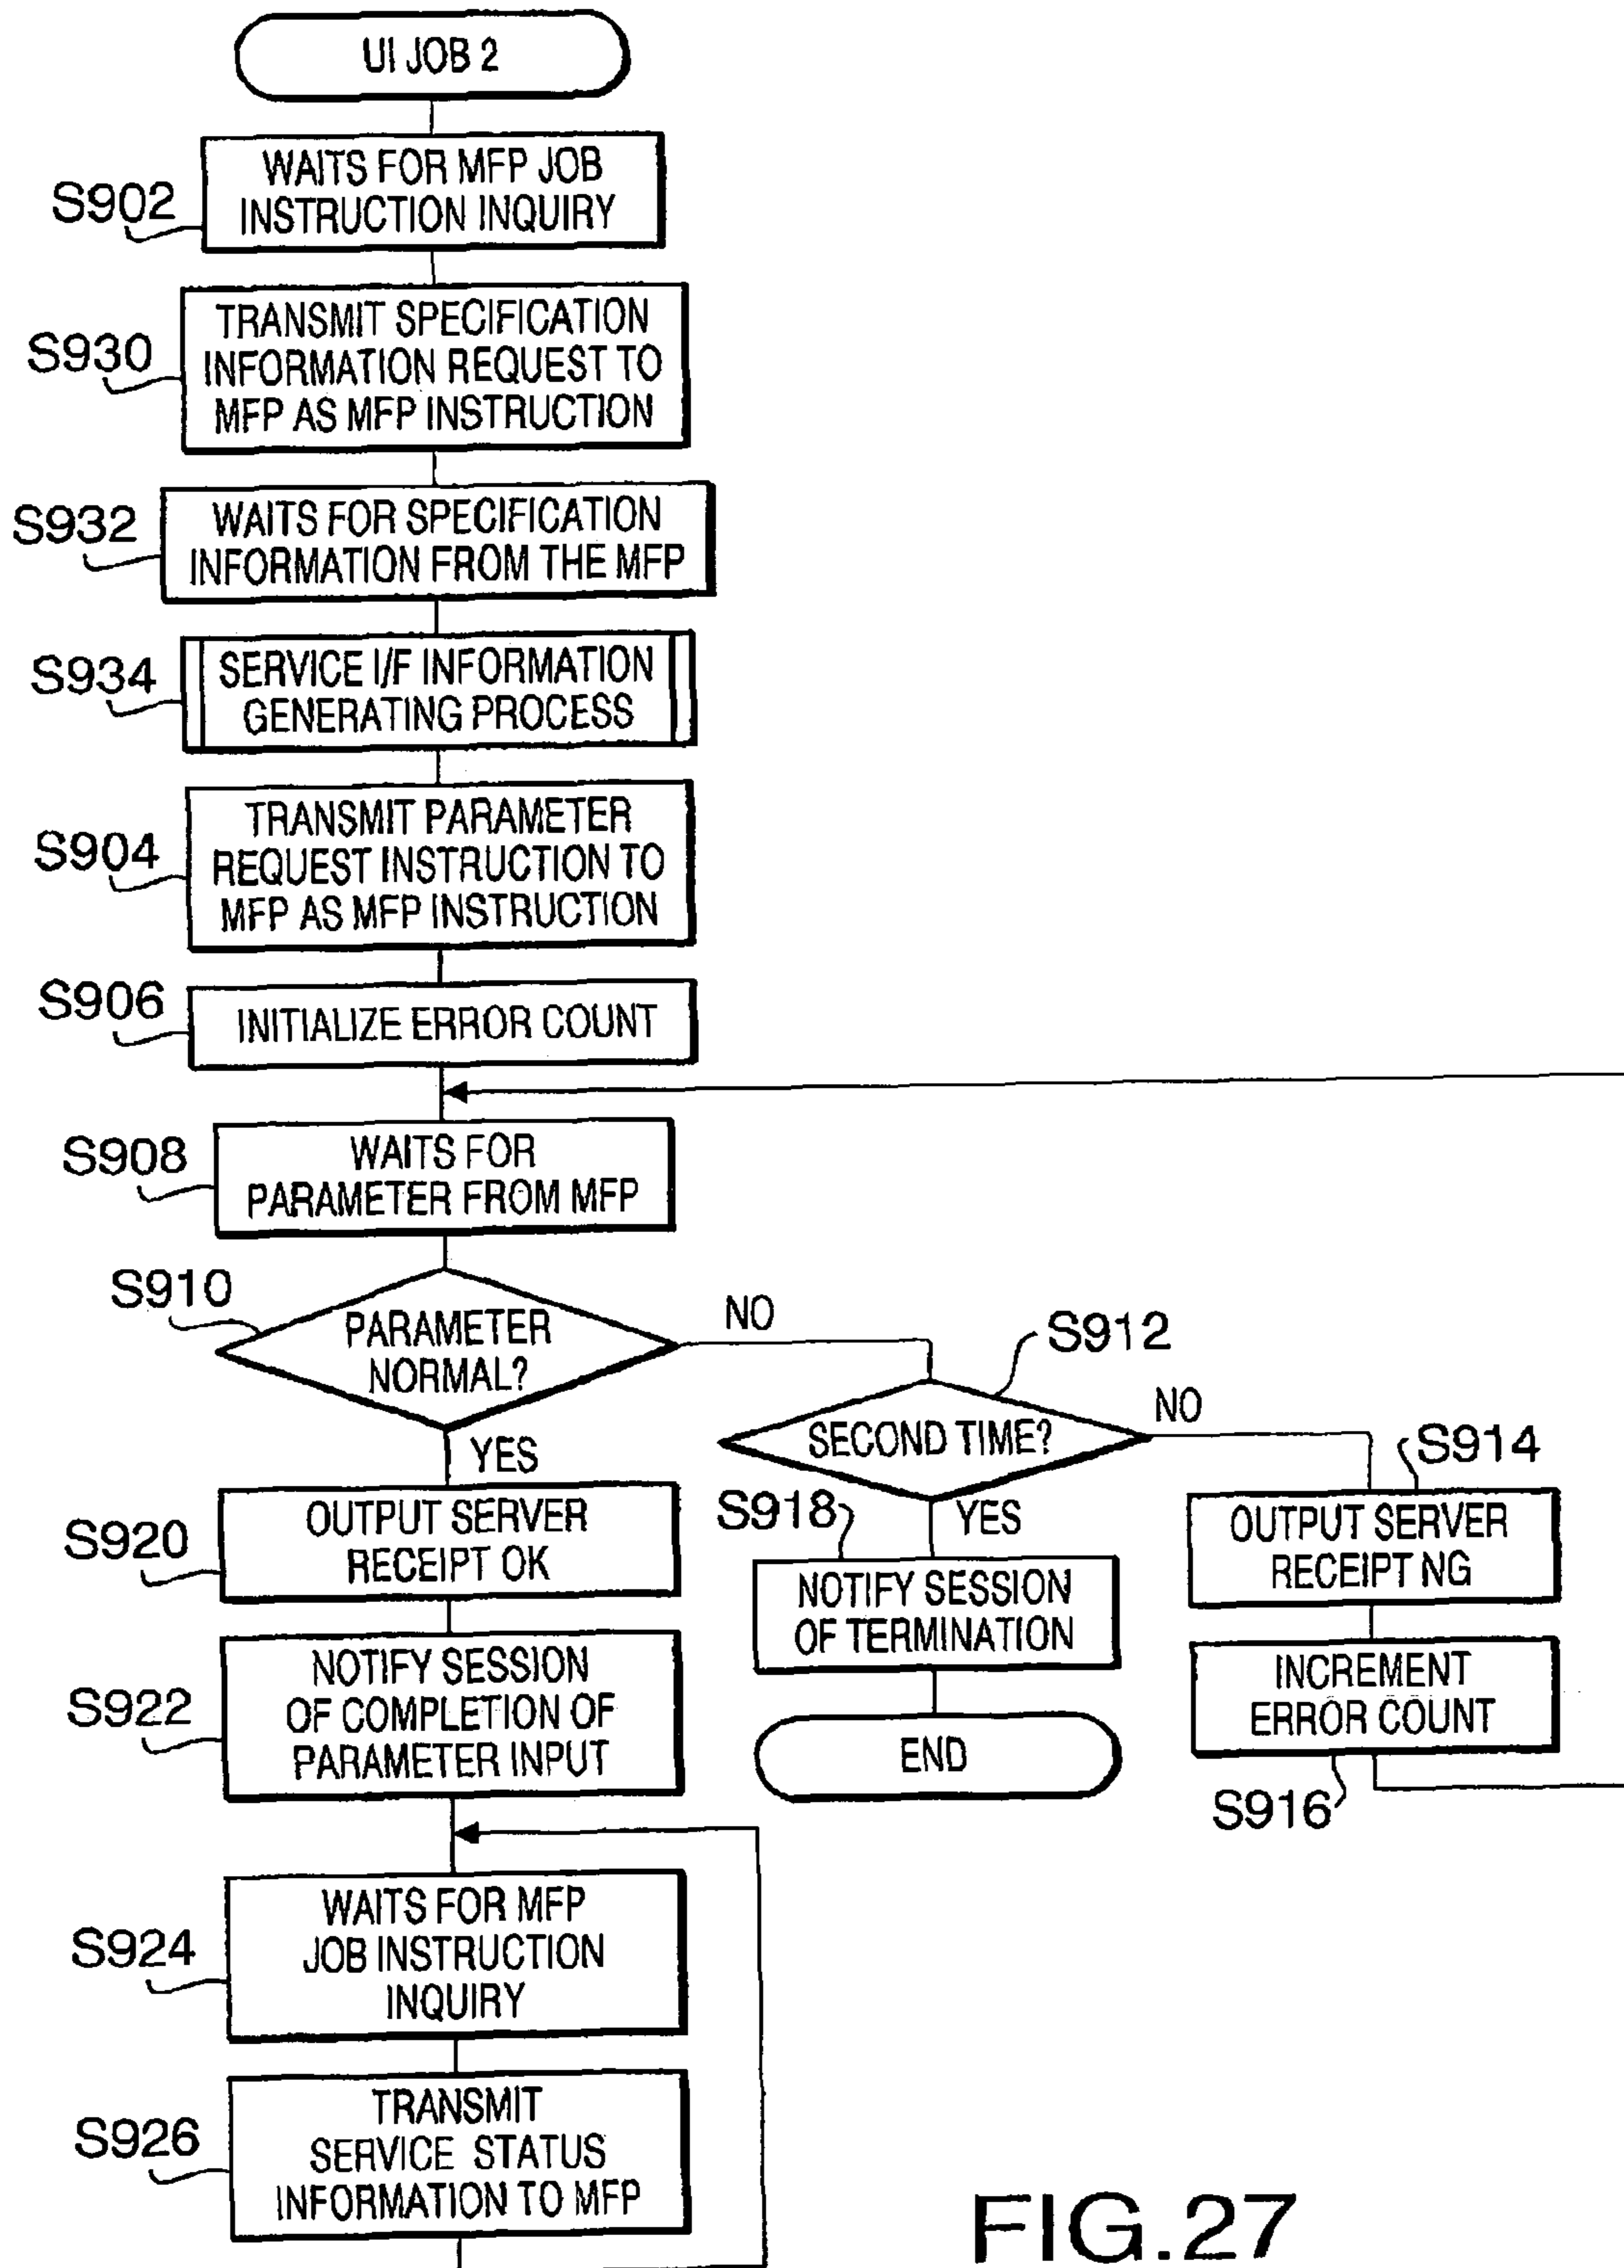 UI JOB 2
S902
WAITS FOR MFP JOB
INSTRUCTION INQUIRY
S930
TRANSMIT SPECIFICATION
INFORMATION REQUEST TO
MFP AS MFP INSTRUCTION
S932
WAITS FOR SPECIFICATION
INFORMATION FROM THE MFP
S934
SERVICE I/F INFORMATION
GENERATING PROCESS
S904
TRANSMIT PARAMETER
REQUEST INSTRUCTION TO
MFP AS MFP INSTRUCTION
S906
INITIALIZE ERROR COUNT
S908
WAITS FOR
PARAMETER FROM MFP
S910
PARAMETER
NORMAL?
NO
YES
S912
SECOND TIME?
NO
YES
S914
OUTPUT SERVER
RECEIPT NG
INCREMENT
ERROR COUNT
S916
S918
NOTIFY SESSION
OF TERMINATION
END
S920
OUTPUT SERVER
RECEIPT OK
S922
NOTIFY SESSION
OF COMPLETION OF
PARAMETER INPUT
S924
WAITS FOR MFP
JOB INSTRUCTION
INQUIRY
S926
TRANSMIT
SERVICE STATUS
INFORMATION TO MFP
FIG.27